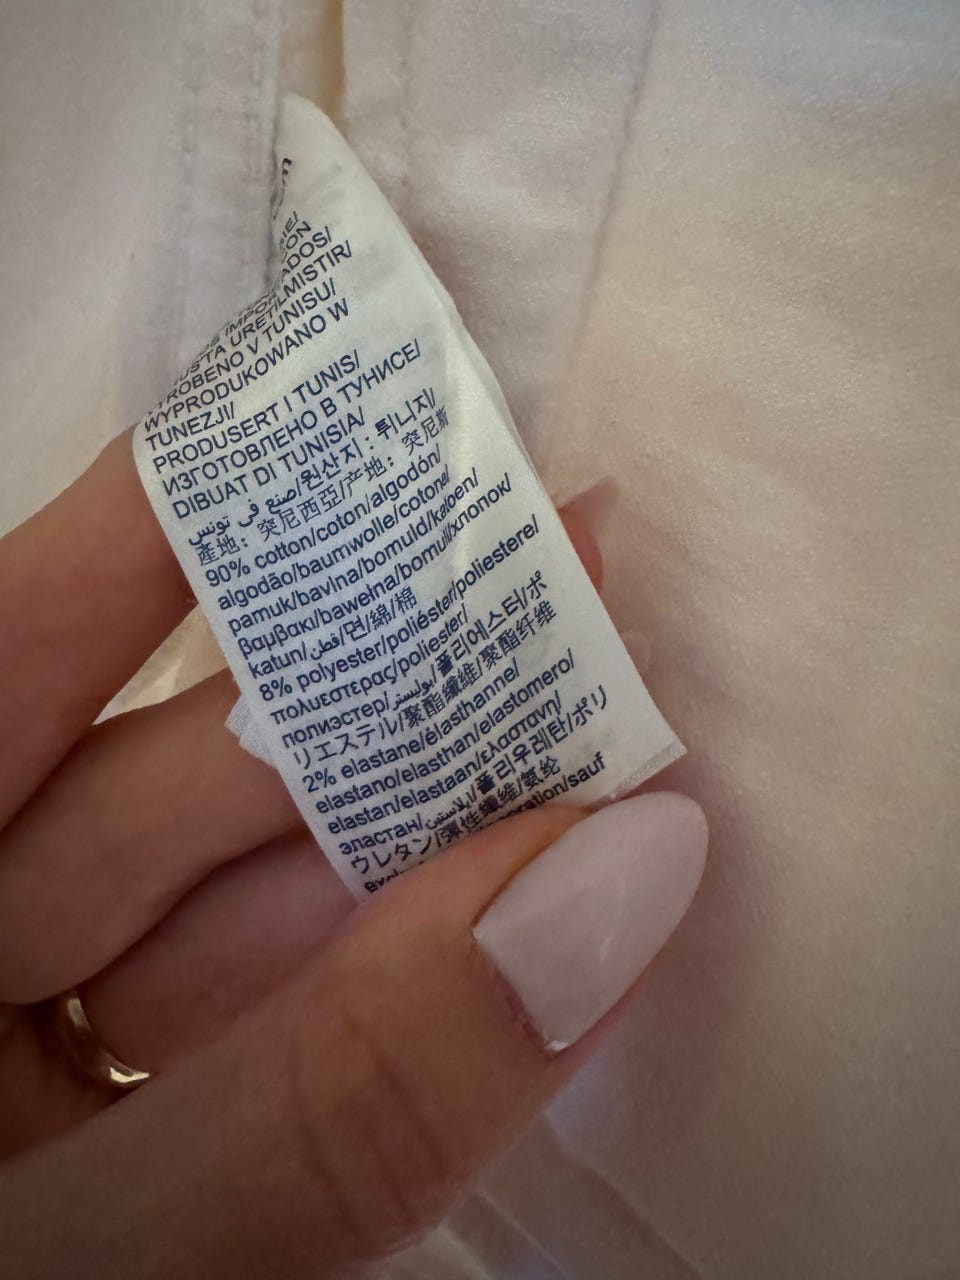 URETILMISTIR/
V TUNISU/
WYPRODUKOWANO W
TUNEZJI/
PRODUSERT I TUNIS/
ИЗГОТОВЛЕНО В ТУНИСЕ/
DIBUAT DI TUNISIA/
صنع في تونس/원산지 : 튀니지/
產地: 突尼西亞/产地: 突尼斯
90% cotton/coton/algodón/
algodão/baumwolle/cotone/
pamuk/bavlna/bomuld/katoen/
βαμβακι/bawełna/bomull/хлопок/
katun/قطن/면/綿/棉
8% polyester/poliéster/poliestere/
πολυεστερας/poliester/
полиэстер/بوليستر/폴리에스터/ポ
リエステル/聚酯纖維/聚酯纤维
2% elastane/élasthanne/
elastano/elasthan/elastomero/
elastan/elastaan/ελαστανη/
эластан/إيلاستين/폴리우레탄/ポリ
ウレタン/彈性纖維/氨纶
/sauf